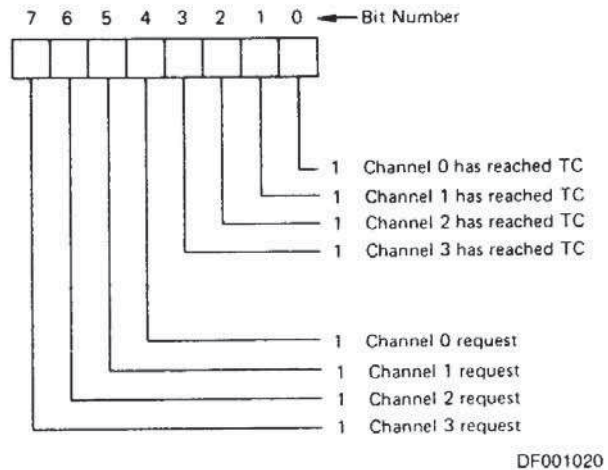 7 6 5 4 3 2 1 0 Bit Number
1 Channel 0 has reached TC
1 Channel 1 has reached TC
1 Channel 2 has reached TC
1 Channel 3 has reached TC
1 Channel 0 request
1 Channel 1 request
1 Channel 2 request
1 Channel 3 request
DF001020